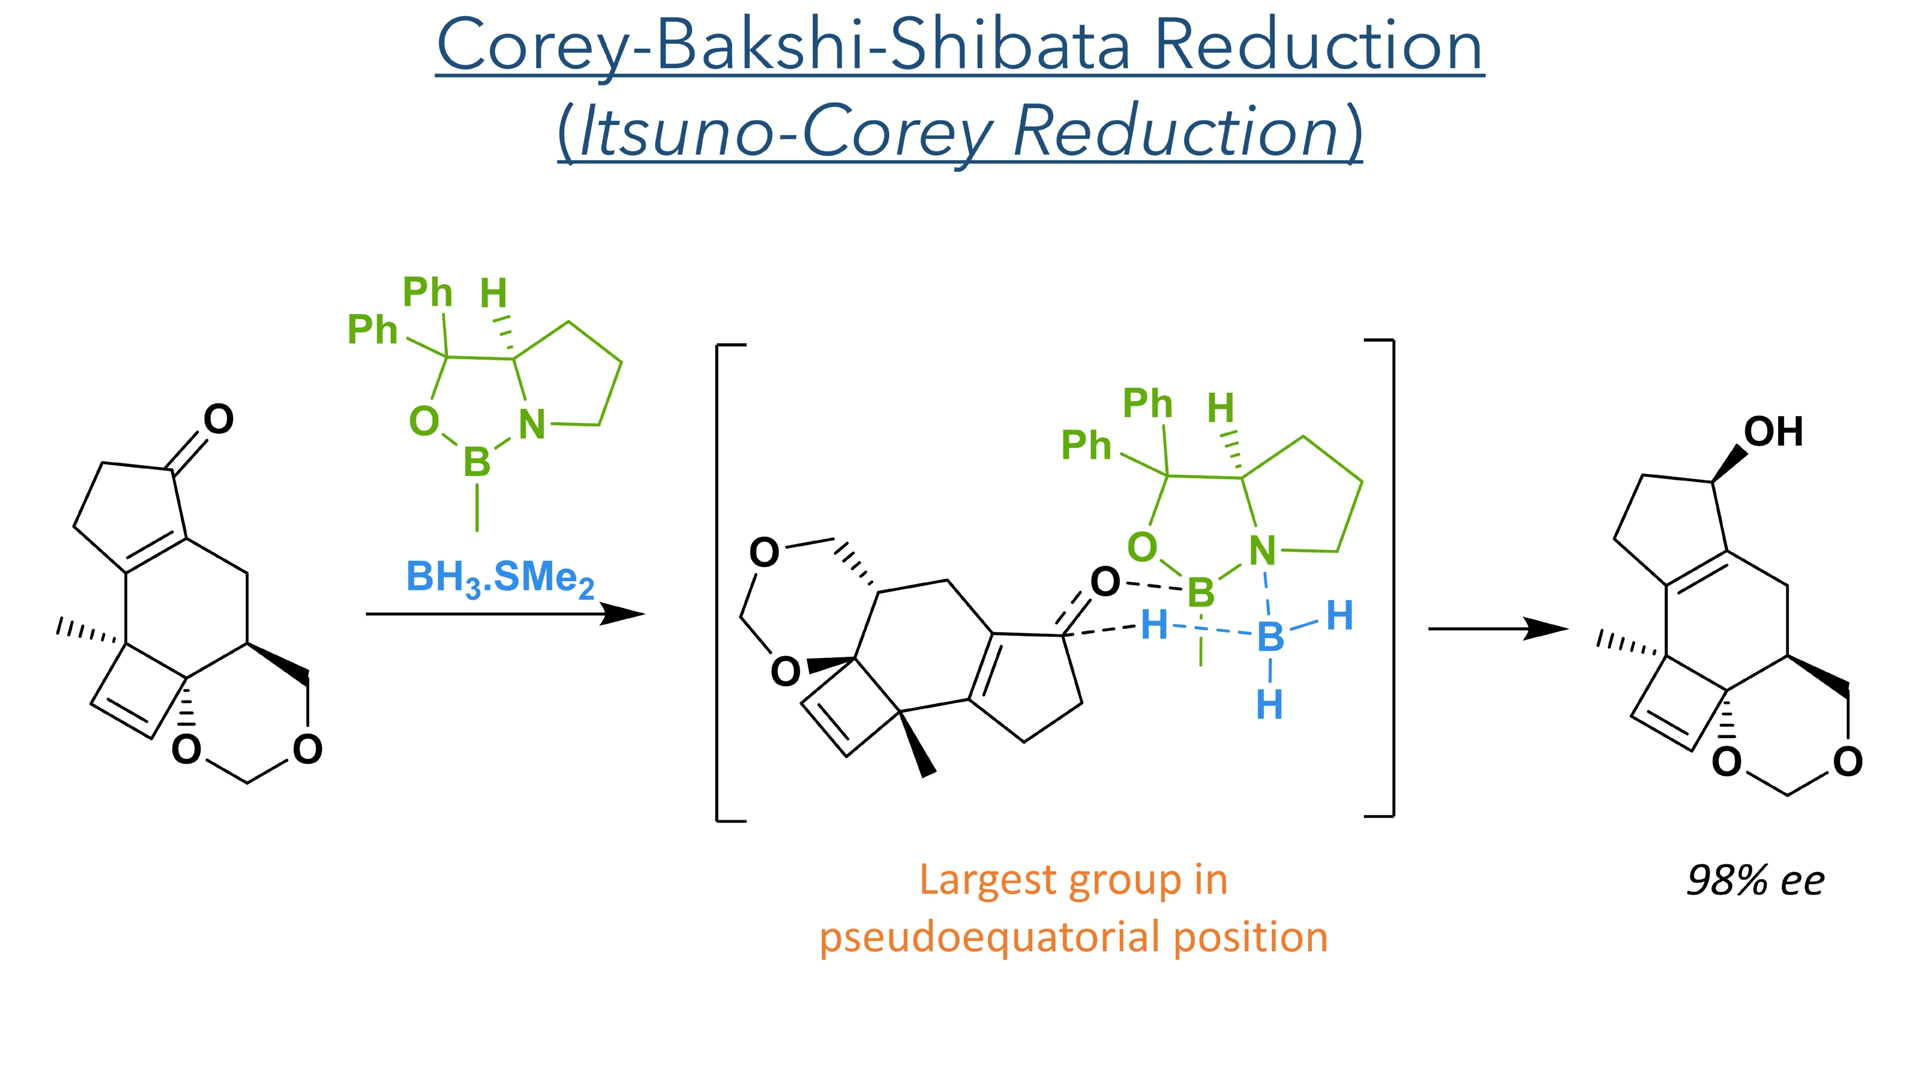 Corey-Bakshi-Shibata Reduction
(Itsuno-Corey Reduction)
O
O
O
Ph
Ph
H
O
N
B
BH3.SMe2
O
O
O
Ph
Ph
H
O
N
B
H
B
H
H
OH
O
O
Largest group in
pseudoequatorial position
98% ee